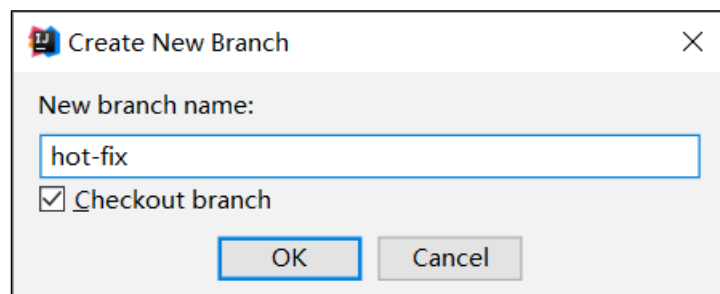 Create New Branch
New branch name:
hot-fix
Checkout branch
OK
Cancel